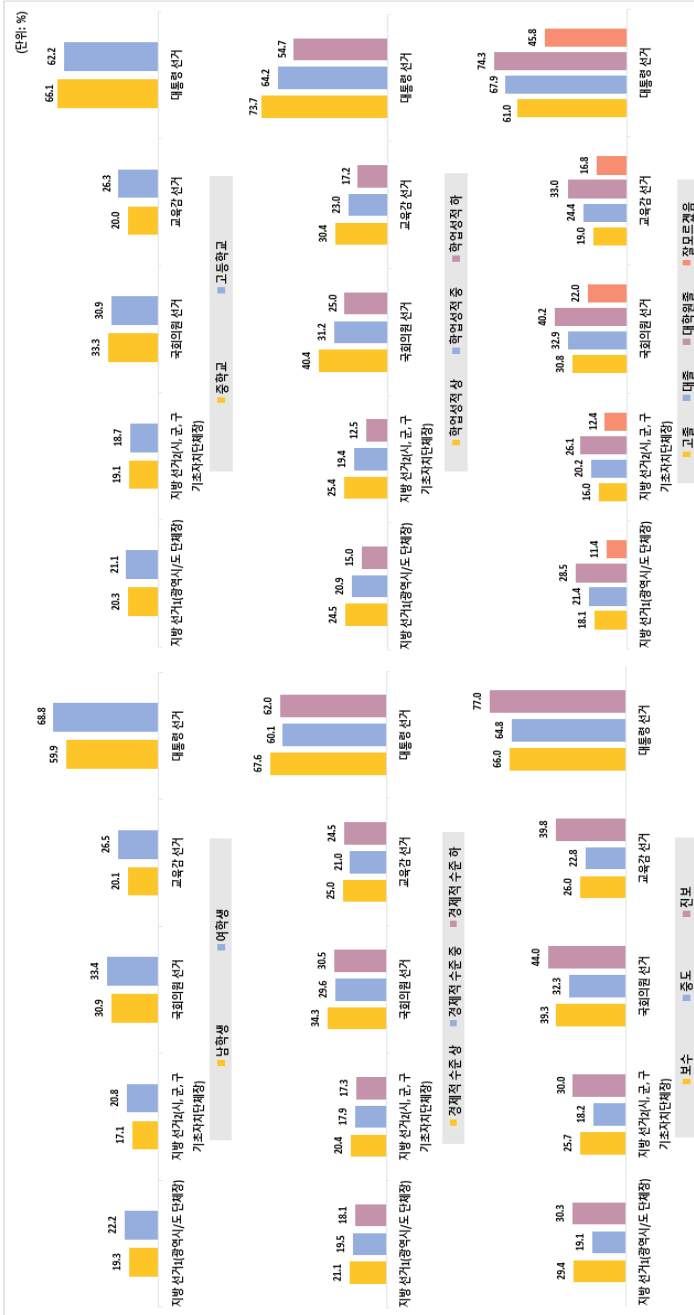 (단위: %)
19.3 22.2 17.1 20.8 30.9 33.4 20.1 26.5 59.9 68.8
지방 선거1(광역시/도 단체장) 지방 선거2(시, 군, 구 국회의원 선거 교육감 선거 대통령 선거
기초자치단체장)
남학생 여학생
20.3 21.1 19.1 18.7 33.3 30.9 20.0 26.3 66.1 62.2
지방 선거1(광역시/도 단체장) 지방 선거2(시, 군, 구 국회의원 선거 교육감 선거 대통령 선거
기초자치단체장)
중학교 고등학교
21.1 19.5 18.1 20.4 17.9 17.3 34.3 29.6 30.5 25.0 21.0 24.5 67.6 60.1 62.0
지방 선거1(광역시/도 단체장) 지방 선거2(시, 군, 구 국회의원 선거 교육감 선거 대통령 선거
기초자치단체장)
경제적 수준 상 경제적 수준 중 경제적 수준 하
24.5 20.9 15.0 25.4 19.4 12.5 40.4 31.2 25.0 30.4 23.0 17.2 73.7 64.2 54.7
지방 선거1(광역시/도 단체장) 지방 선거2(시, 군, 구 국회의원 선거 교육감 선거 대통령 선거
기초자치단체장)
학업성적 상 학업성적 중 학업성적 하
29.4 19.1 30.3 25.7 18.2 30.0 39.3 32.3 44.0 26.0 22.8 39.8 66.0 64.8 77.0
지방 선거1(광역시/도 단체장) 지방 선거2(시, 군, 구 국회의원 선거 교육감 선거 대통령 선거
기초자치단체장)
보수 중도 진보
18.1 21.4 28.5 11.4 16.0 20.2 26.1 12.4 30.8 32.9 40.2 22.0 19.0 24.4 33.0 16.8 61.0 67.9 74.3 45.8
지방 선거1(광역시/도 단체장) 지방 선거2(시, 군, 구 국회의원 선거 교육감 선거 대통령 선거
기초자치단체장)
고졸 대졸 대학원졸 잘모르겠음